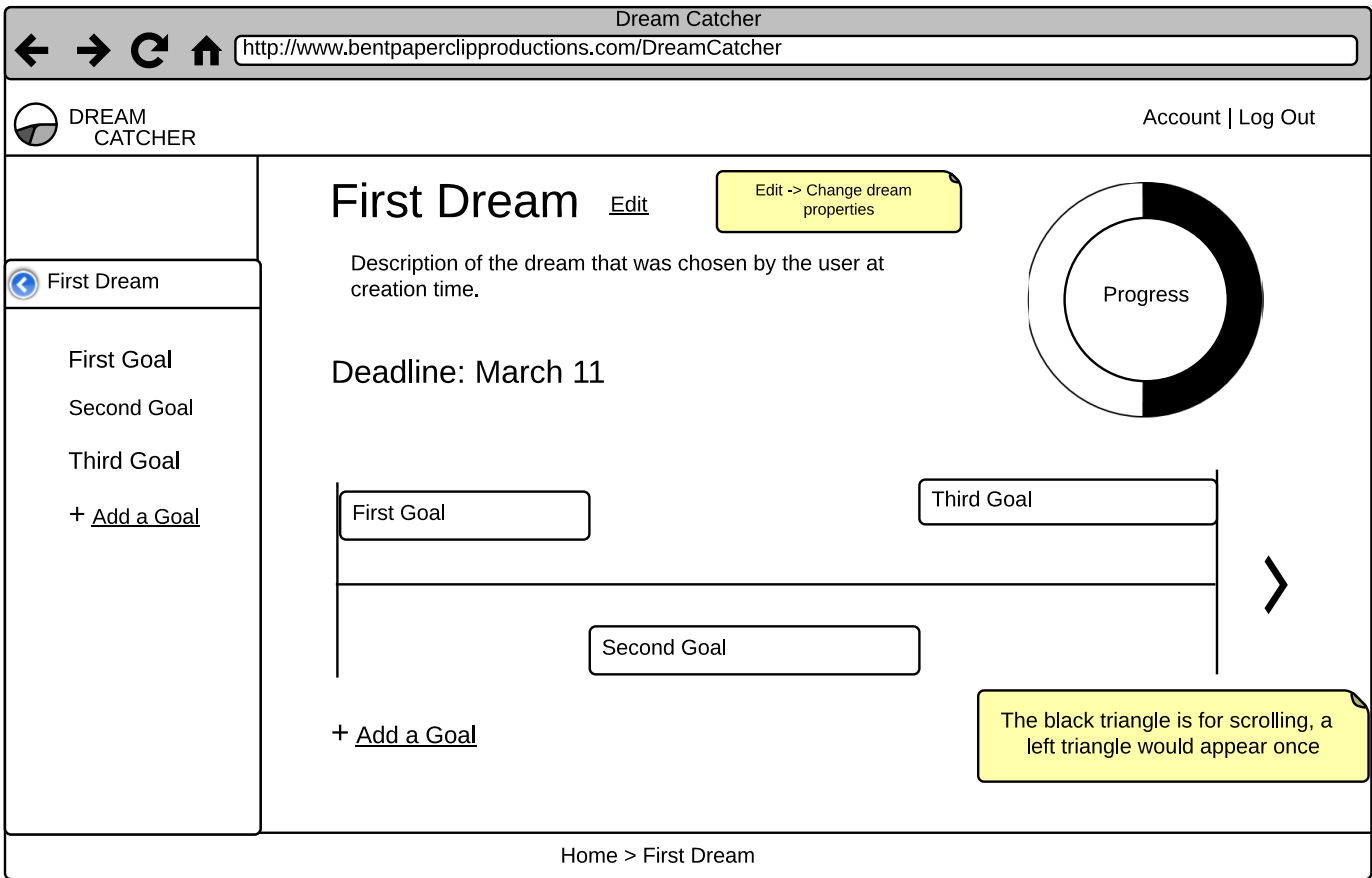 Dream Catcher
http://www.bentpaperclipproductions.com/DreamCatcher
DREAM
CATCHER
Account | Log Out
First Dream
First Goal
Second Goal
Third Goal
+ Add a Goal
First Dream Edit
Edit -> Change dream
properties
Description of the dream that was chosen by the user at
creation time.
Progress
Deadline: March 11
First Goal
Third Goal
Second Goal
+ Add a Goal
The black triangle is for scrolling, a
left triangle would appear once
Home > First Dream